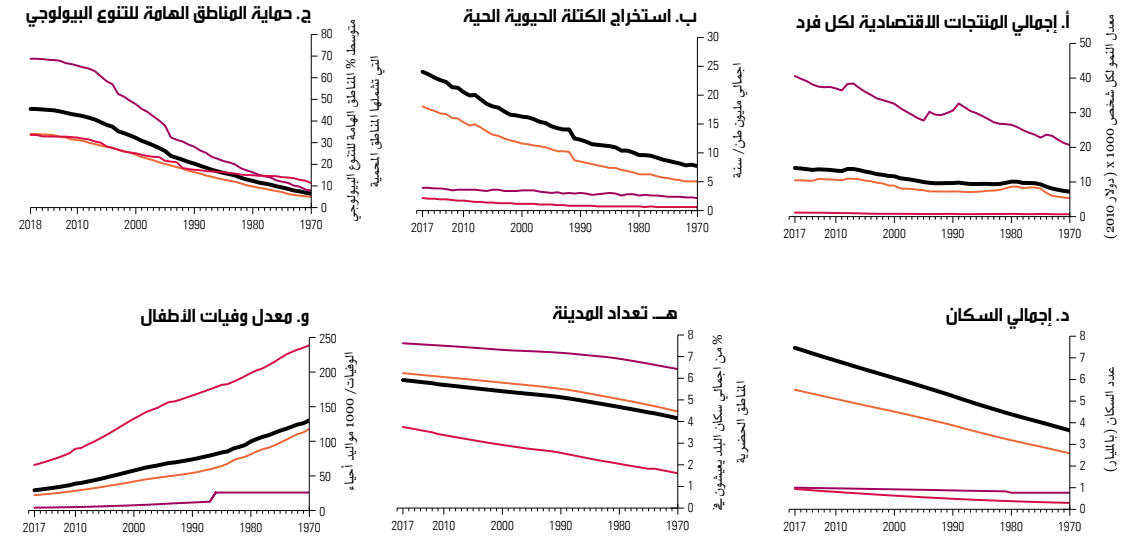 أ. إجمالي المنتجات الاقتصادية لكل فرد
معدل النمو لكل شخص 1000 x (دولار 2010)
50
40
30
20
10
0
2017 2010 2000 1990 1980 1970
ب. استخراج الكتلة الحيوية الحية
اجمالي مليون طن/ سنة
30
25
20
15
10
5
0
2017 2010 2000 1990 1980 1970
ج. حماية المناطق الهامة للتنوع البيولوجي
متوسط % المناطق الهامة للتنوع البيولوجي
التي تشملها المناطق المحمية
80
70
60
50
40
30
20
10
0
2018 2010 2000 1990 1980 1970
د. إجمالي السكان
عدد السكان (بالمليار)
8
7
6
5
4
3
2
1
0
2017 2010 2000 1990 1980 1970
هـ. تعداد المدينة
% من اجمالي سكان البلد يعيشون في
المناطق الحضرية
8
7
6
5
4
3
2
1
0
2017 2010 2000 1990 1980 1970
و. معدل وفيات الأطفال
الوفيات/ 1000 مواليد أحياء
250
200
150
100
50
0
2017 2010 2000 1990 1980 1970